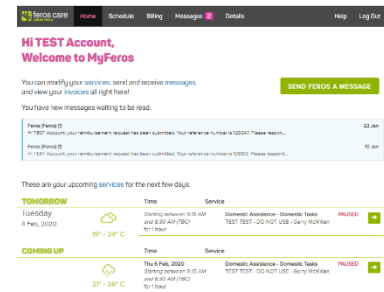 feros care
Home Schedule Billing Messages 2 Details Help Log Out
Hi TEST Account,
Welcome to MyFeros
You can modify your services, send and receive messages,
and view your invoices all right here!
SEND FEROS A MESSAGE
You have new messages waiting to be read:
Feros (Feros) (1) 22 Jan
Hi TEST Account, your reimbursement request has been submitted. Your reference number is Please respon...
Feros (Feros) (1) 10 Jan
Hi TEST Account, your reimbursement request has been submitted. Your reference number is Please respond...
These are your upcoming services for the next few days:
TOMORROW Time Service
Tuesday Starting between 5:15 AM Domestic Assistance - Domestic Tasks PAUSED
4 Feb, 2020 and 6:30 AM (TBC) TEST TEST - DO NOT USE - Garry McMillan
19° - 24° C for 1 hour
COMING UP Time Service
Thu 6 Feb, 2020 Domestic Assistance - Domestic Tasks PAUSED
Starting between 5:15 AM TEST TEST - DO NOT USE - Garry McMillan
and 6:30 AM (TBC)
21° - 26° C for 1 hour